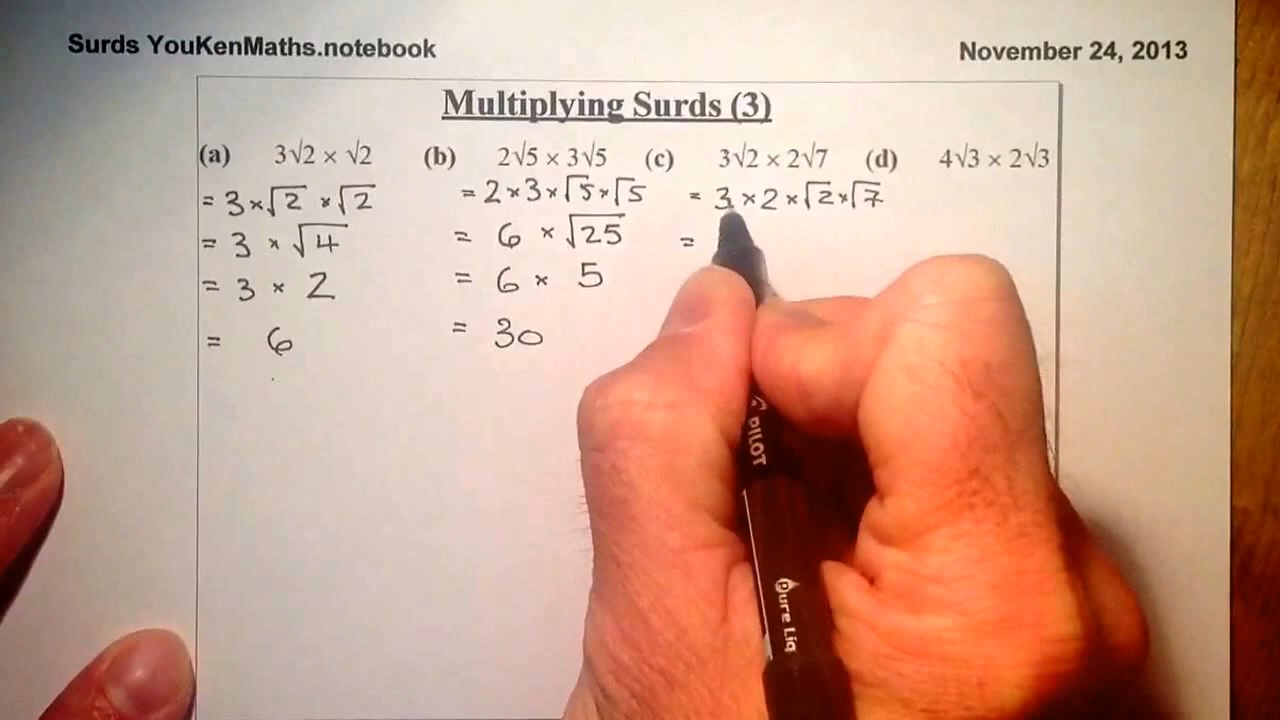 Surds YouKenMaths.notebook November 24, 2013
Multiplying Surds (3)
(a) 3√2 × √2 (b) 2√5 × 3√5 (c) 3√2 × 2√7 (d) 4√3 × 2√3
= 3 × √2 × √2 = 2 × 3 × √5 × √5 = 3 × 2 × √2 × √7
= 3 × √4 = 6 × √25 =
= 3 × 2 = 6 × 5
= 6 = 30
PILOT
Pure Liq